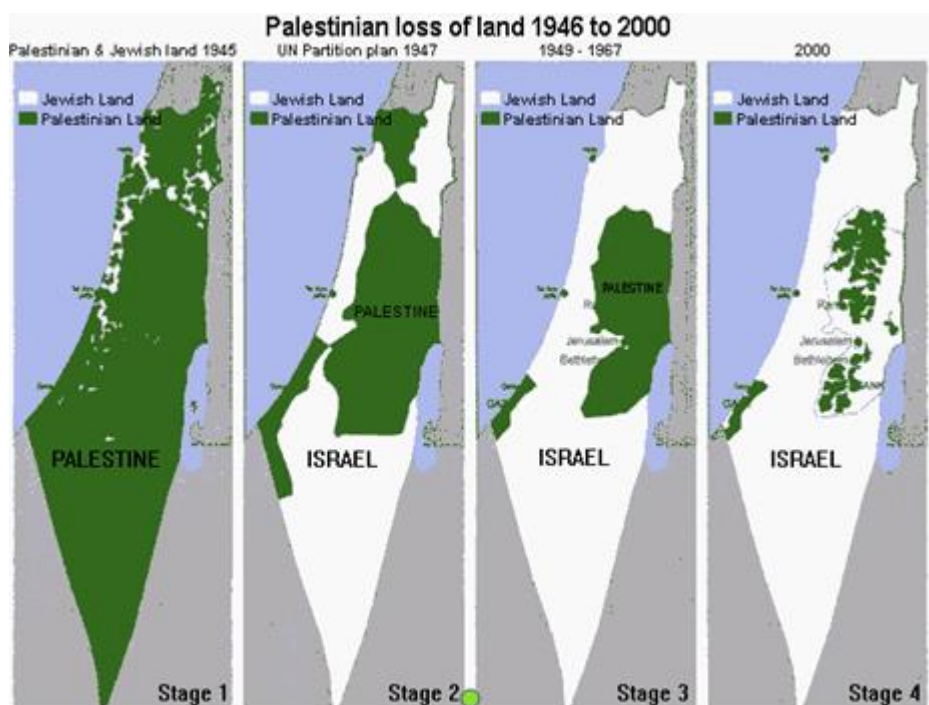 Palestinian loss of land 1946 to 2000
Palestinian & Jewish land 1945
Jewish Land
Palestinian Land
PALESTINE
Stage 1
UN Partition plan 1947
Jewish Land
Palestinian Land
PALESTINE
ISRAEL
Stage 2
1949 - 1967
Jewish Land
Palestinian Land
PALESTINE
Jerusalem
ISRAEL
Stage 3
2000
Jewish Land
Palestinian Land
Jerusalem
Bethlehem
ISRAEL
Stage 4